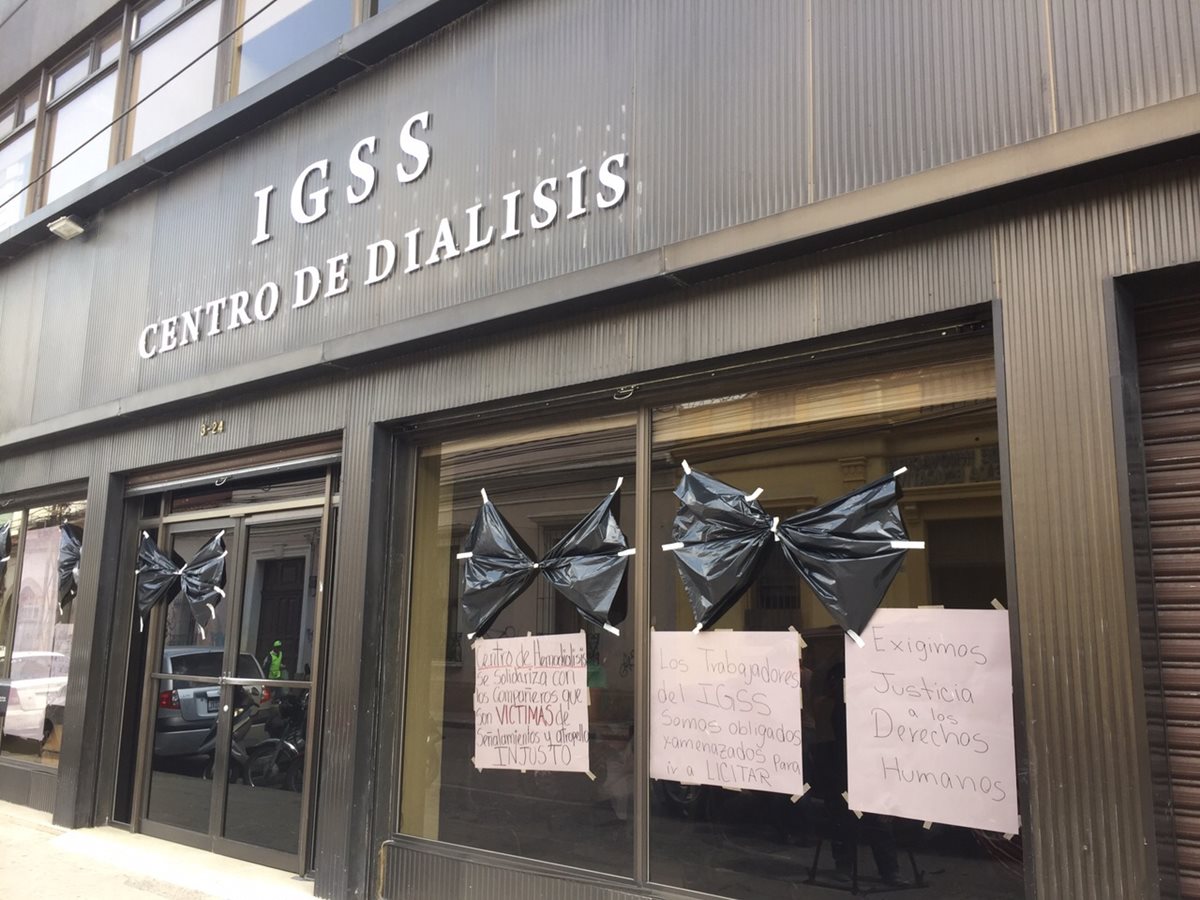 IGSS
CENTRO DE DIALISIS
3-24
Centro de Hemodialisis
se solidariza con
los Compañeros que
son VICTIMAS de
Señalamientos y atropello
INJUSTO
Los Trabajadores
del IGSS
Somos obligados
y amenazados para
ir a LICITAR
Exigimos
Justicia
a los
Derechos
Humanos